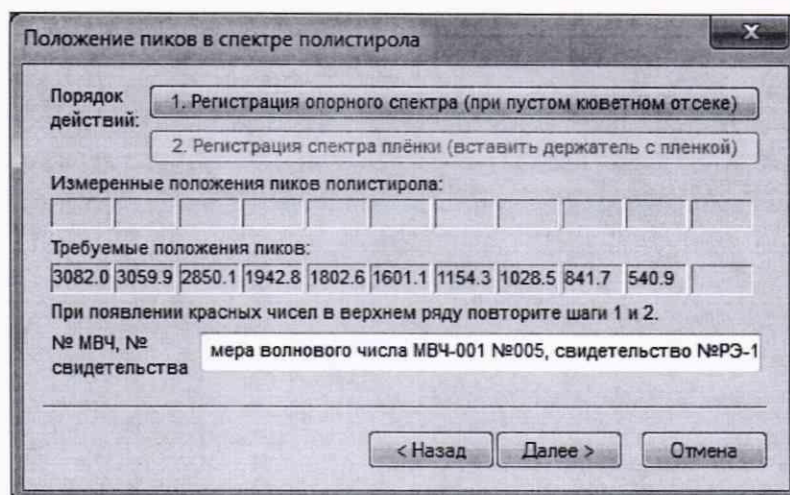 Положение пиков в спектре полистирола
Порядок действий:
1. Регистрация опорного спектра (при пустом кюветном отсеке)
2. Регистрация спектра плёнки (вставить держатель с пленкой)
Измеренные положения пиков полистирола:
Требуемые положения пиков:
3082.0 3059.9 2850.1 1942.8 1802.6 1601.1 1154.3 1028.5 841.7 540.9
При появлении красных чисел в верхнем ряду повторите шаги 1 и 2.
№ МВЧ, №
свидетельства
мера волнового числа МВЧ-001 №005, свидетельство №РЭ-1
< Назад Далее > Отмена